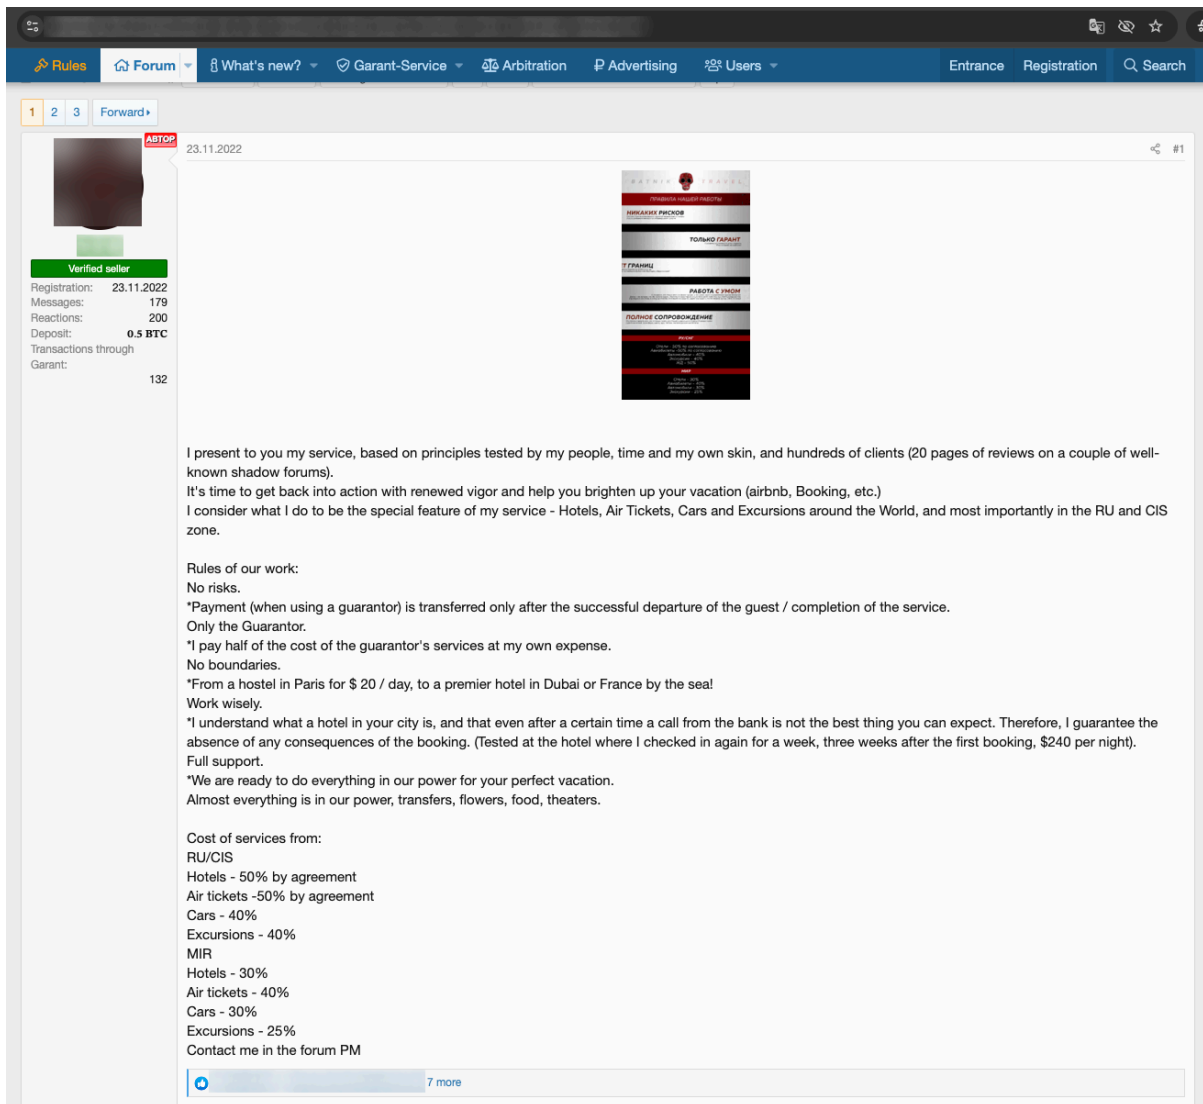 Rules
Forum
What's new?
Garant-Service
Arbitration
Advertising
Users
Entrance
Registration
Search
1 2 3 Forward
АВТОР
23.11.2022
#1
TRAVEL
ПРАВИЛА НАШЕЙ РАБОТЫ
НИКАКИХ РИСКОВ
ТОЛЬКО ГАРАНТ
Т ГРАНИЦ
РАБОТА С УМОМ
ПОЛНОЕ СОПРОВОЖДЕНИЕ
Verified seller
Registration: 23.11.2022
Messages: 179
Reactions: 200
Deposit: 0.5 BTC
Transactions through
Garant:
132
I present to you my service, based on principles tested by my people, time and my own skin, and hundreds of clients (20 pages of reviews on a couple of well-
known shadow forums).
It's time to get back into action with renewed vigor and help you brighten up your vacation (airbnb, Booking, etc.)
I consider what I do to be the special feature of my service - Hotels, Air Tickets, Cars and Excursions around the World, and most importantly in the RU and CIS
zone.
Rules of our work:
No risks.
*Payment (when using a guarantor) is transferred only after the successful departure of the guest / completion of the service.
Only the Guarantor.
*I pay half of the cost of the guarantor's services at my own expense.
No boundaries.
*From a hostel in Paris for $ 20 / day, to a premier hotel in Dubai or France by the sea!
Work wisely.
*I understand what a hotel in your city is, and that even after a certain time a call from the bank is not the best thing you can expect. Therefore, I guarantee the
absence of any consequences of the booking. (Tested at the hotel where I checked in again for a week, three weeks after the first booking, $240 per night).
Full support.
*We are ready to do everything in our power for your perfect vacation.
Almost everything is in our power, transfers, flowers, food, theaters.
Cost of services from:
RU/CIS
Hotels - 50% by agreement
Air tickets -50% by agreement
Cars - 40%
Excursions - 40%
MIR
Hotels - 30%
Air tickets - 40%
Cars - 30%
Excursions - 25%
Contact me in the forum PM
7 more